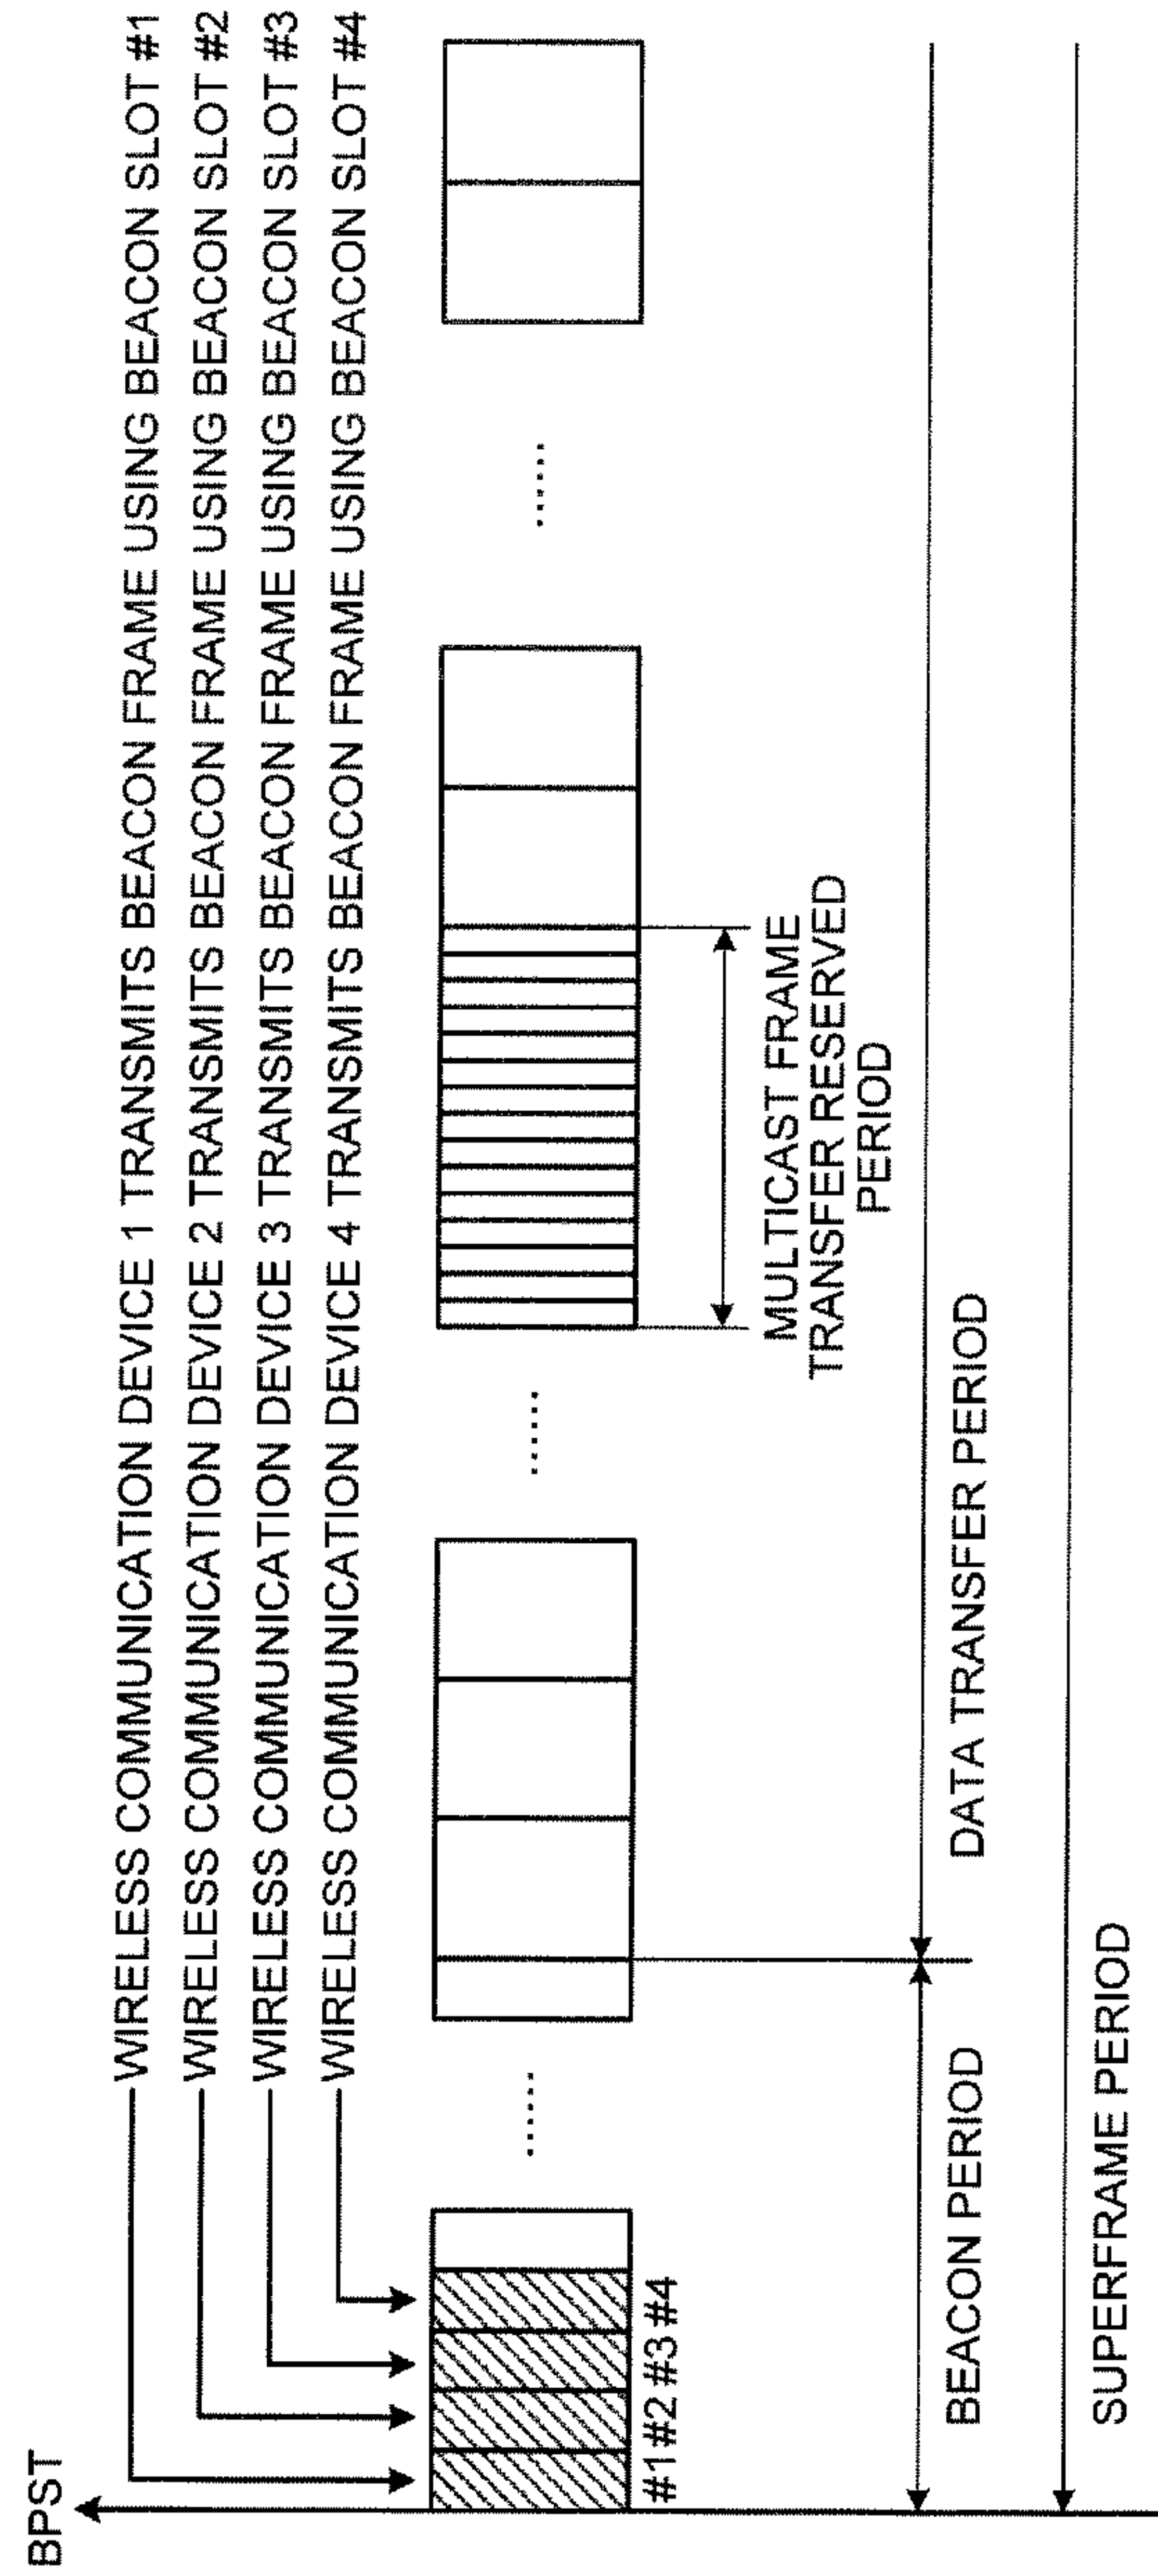 BPST
WIRELESS COMMUNICATION DEVICE 1 TRANSMITS BEACON FRAME USING BEACON SLOT #1
WIRELESS COMMUNICATION DEVICE 2 TRANSMITS BEACON FRAME USING BEACON SLOT #2
WIRELESS COMMUNICATION DEVICE 3 TRANSMITS BEACON FRAME USING BEACON SLOT #3
WIRELESS COMMUNICATION DEVICE 4 TRANSMITS BEACON FRAME USING BEACON SLOT #4
.....
.....
.....
#1 #2 #3 #4
MULTICAST FRAME
TRANSFER RESERVED
PERIOD
BEACON PERIOD
DATA TRANSFER PERIOD
SUPERFRAME PERIOD